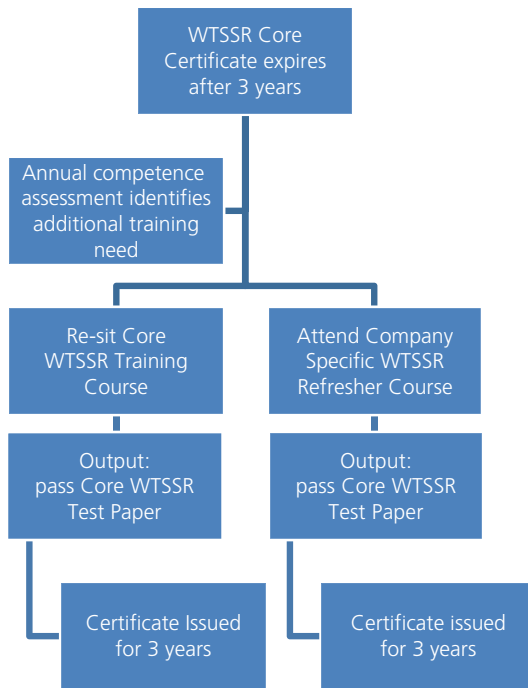 WTSSR Core
Certificate expires
after 3 years
Annual competence
assessment identifies
additional training
need
Re-sit Core
WTSSR Training
Course
Attend Company
Specific WTSSR
Refresher Course
Output:
pass Core WTSSR
Test Paper
Output:
pass Core WTSSR
Test Paper
Certificate Issued
for 3 years
Certificate issued
for 3 years